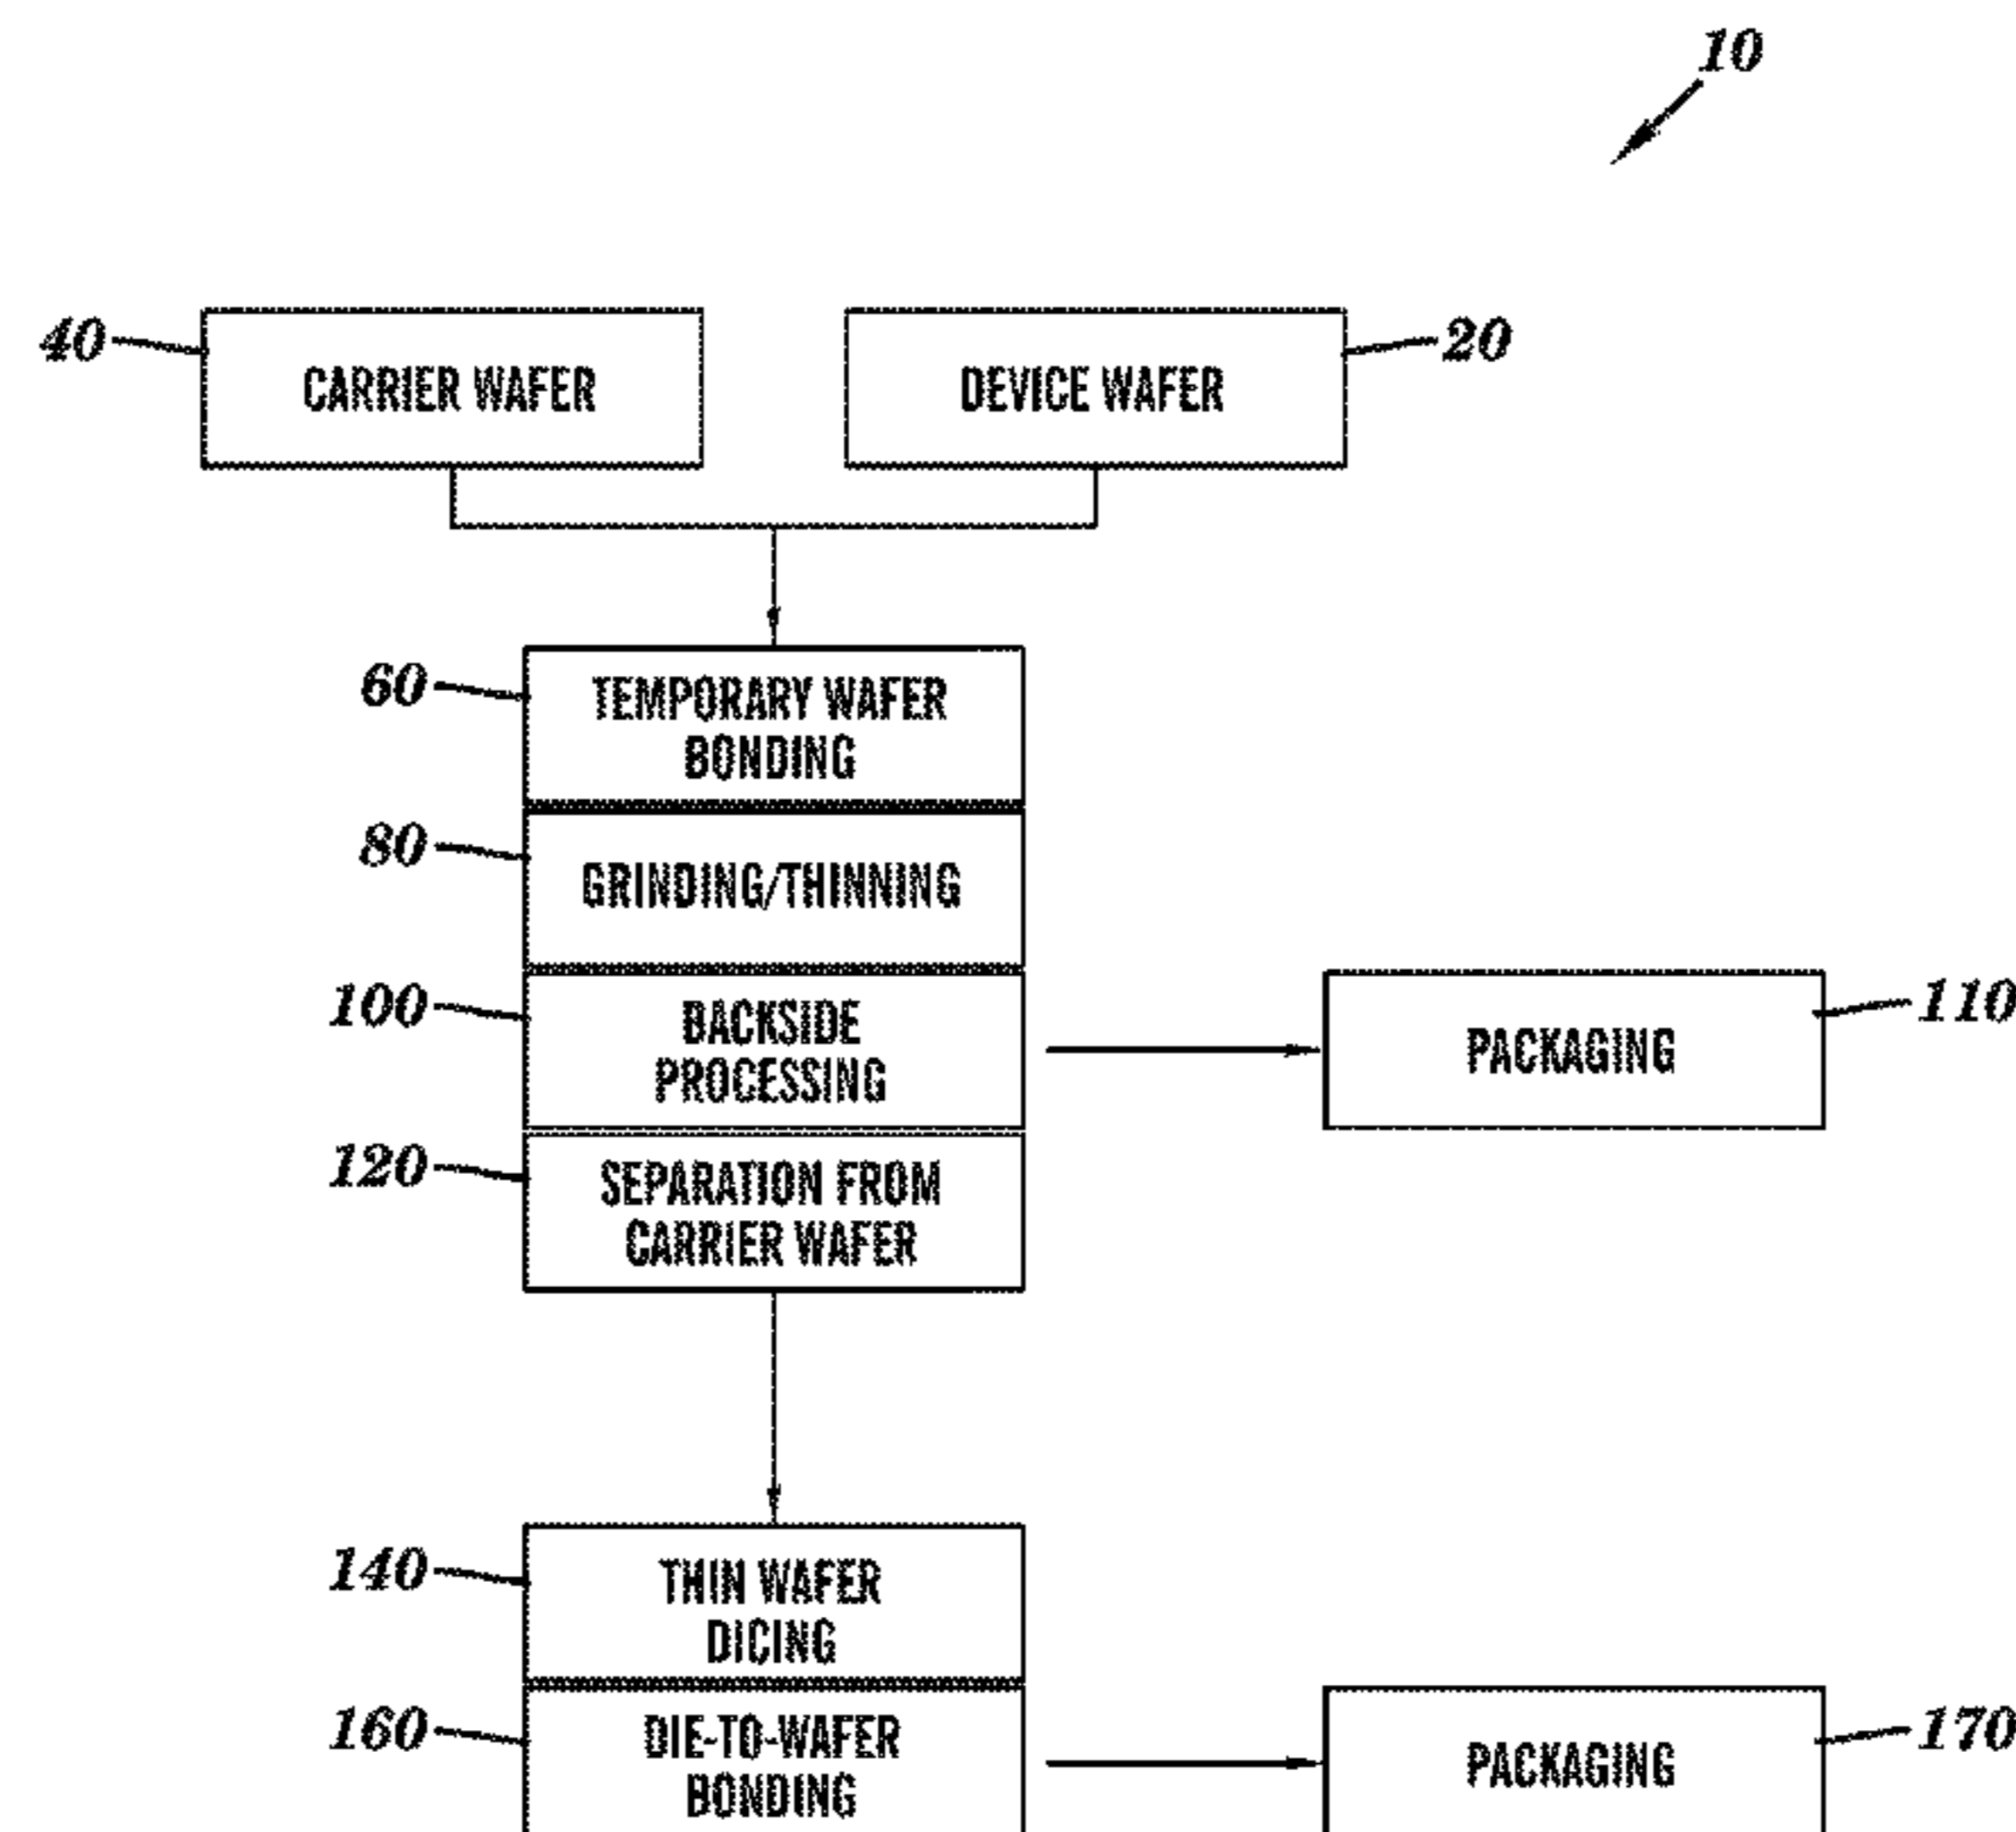 10
40
CARRIER WAFER
DEVICE WAFER
20
60
TEMPORARY WAFER
BONDING
80
GRINDING/THINNING
100
BACKSIDE
PROCESSING
PACKAGING
110
120
SEPARATION FROM
CARRIER WAFER
140
THIN WAFER
DICING
160
DIE-TO-WAFER
BONDING
PACKAGING
170